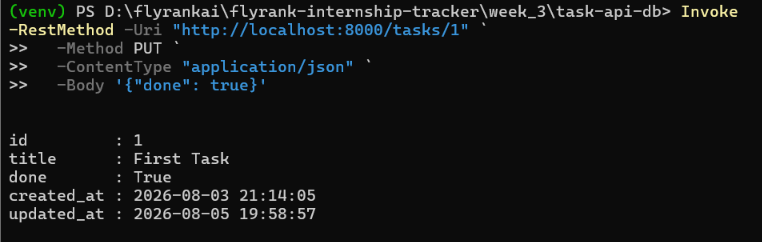 (venv) PS D:\flyrankai\flyrank-internship-tracker\week_3\task-api-db> Invoke
-RestMethod -Uri "http://localhost:8000/tasks/1" `
>>   -Method PUT `
>>   -ContentType "application/json" `
>>   -Body '{"done": true}'
id         : 1
title      : First Task
done       : True
created_at : 2026-08-03 21:14:05
updated_at : 2026-08-05 19:58:57